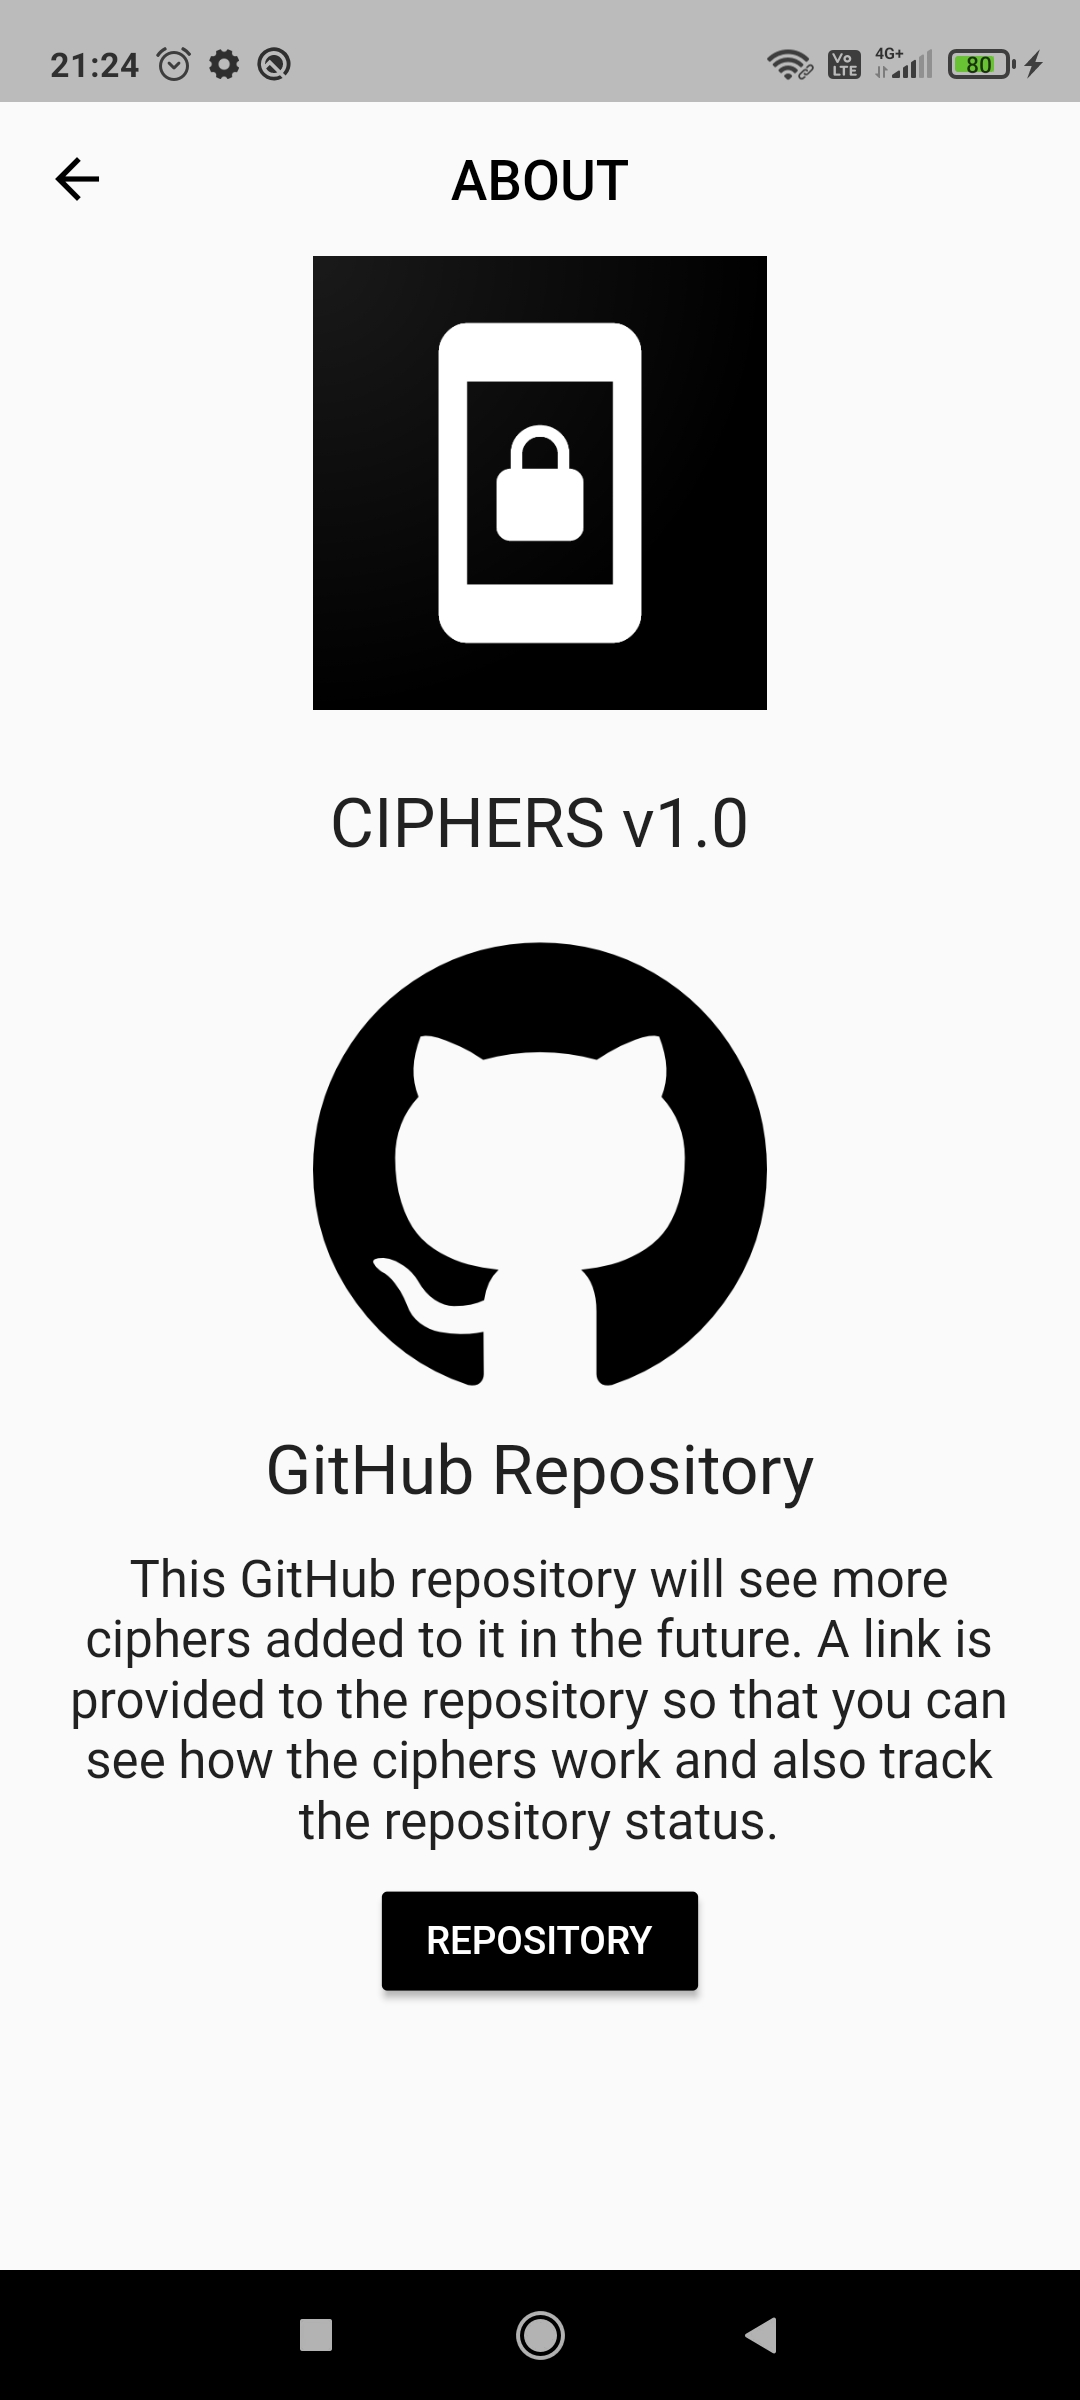 21:24 Vo LTE 4G+ 80
ABOUT
CIPHERS v1.0
GitHub Repository
This GitHub repository will see more
ciphers added to it in the future. A link is
provided to the repository so that you can
see how the ciphers work and also track
the repository status.
REPOSITORY